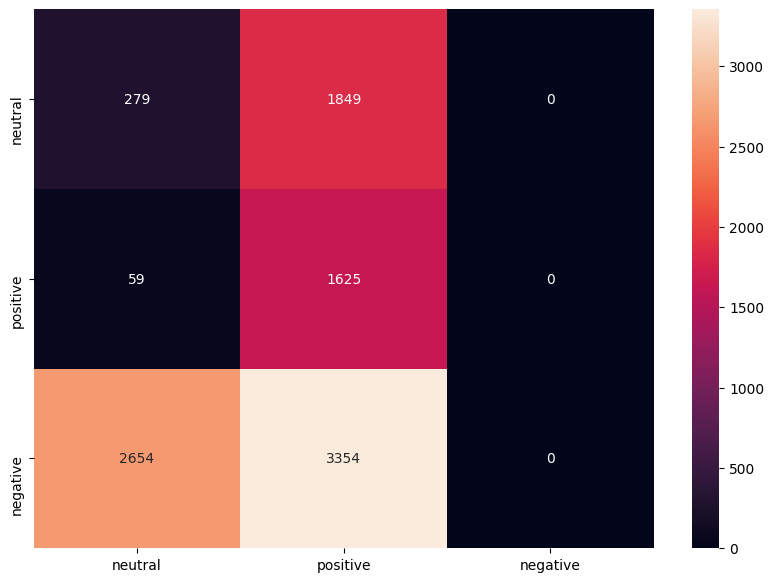 neutral 279 1849 0
positive 59 1625 0
negative 2654 3354 0
neutral positive negative
3000
2500
2000
1500
1000
500
0